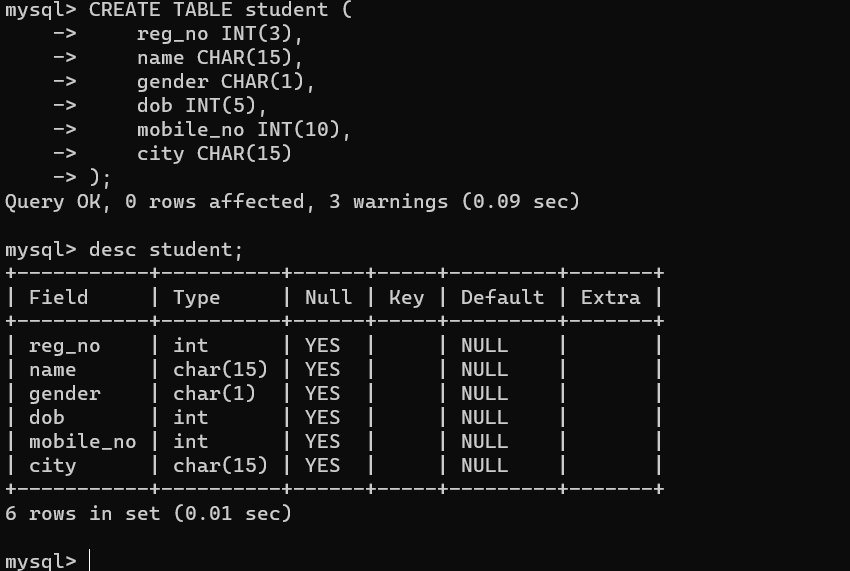 mysql> CREATE TABLE student (
    ->     reg_no INT(3),
    ->     name CHAR(15),
    ->     gender CHAR(1),
    ->     dob INT(5),
    ->     mobile_no INT(10),
    ->     city CHAR(15)
    -> );
Query OK, 0 rows affected, 3 warnings (0.09 sec)

mysql> desc student;
+-----------+----------+------+-----+---------+-------+
| Field     | Type     | Null | Key | Default | Extra |
+-----------+----------+------+-----+---------+-------+
| reg_no    | int      | YES  |     | NULL    |       |
| name      | char(15) | YES  |     | NULL    |       |
| gender    | char(1)  | YES  |     | NULL    |       |
| dob       | int      | YES  |     | NULL    |       |
| mobile_no | int      | YES  |     | NULL    |       |
| city      | char(15) | YES  |     | NULL    |       |
+-----------+----------+------+-----+---------+-------+
6 rows in set (0.01 sec)

mysql>